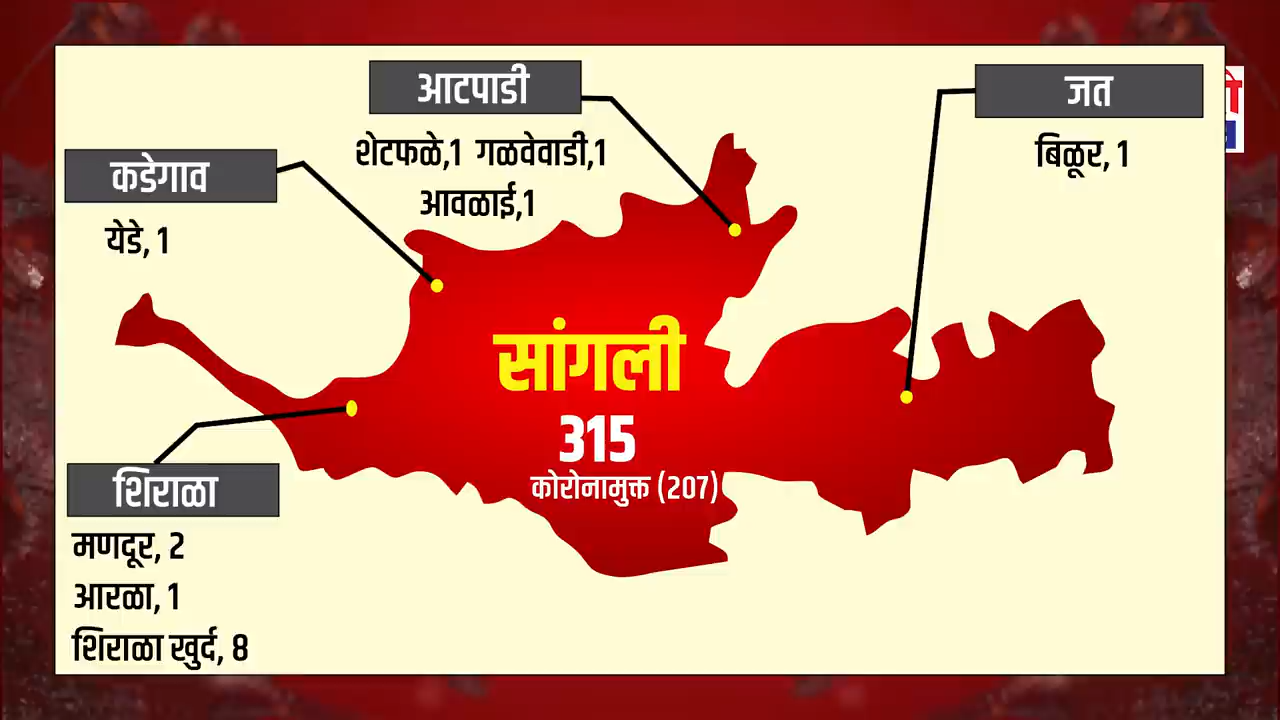 आटपाडी
शेटफळे,1 गळवेवाडी,1
आवळाई,1
जत
बिळूर, 1
कडेगाव
येडे, 1
सांगली
315
कोरोनामुक्त (207)
शिराळा
मणदूर, 2
आरळा, 1
शिराळा खुर्द, 8